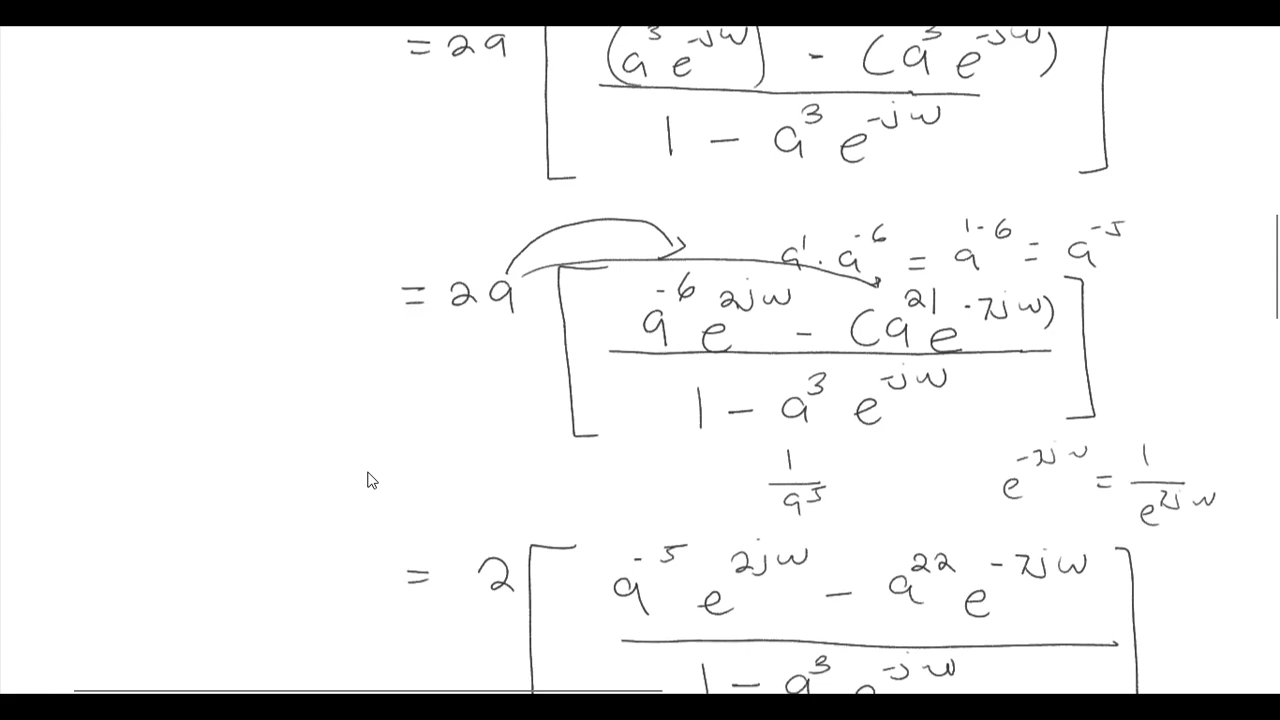 = 2a [ (a^3 e^-jw) - (a^3 e^-jw) ]
1 - a^3 e^-jw
a^1 . a^-6 = a^1-6 = a^-5
= 2a [ a^-6 e^2jw - (a^21 e^-7jw) ]
1 - a^3 e^-jw
1/a^5 e^-7jw = 1/e^7jw
= 2 [ a^-5 e^2jw - a^22 e^-7jw ]
1 - a^3 e^-jw